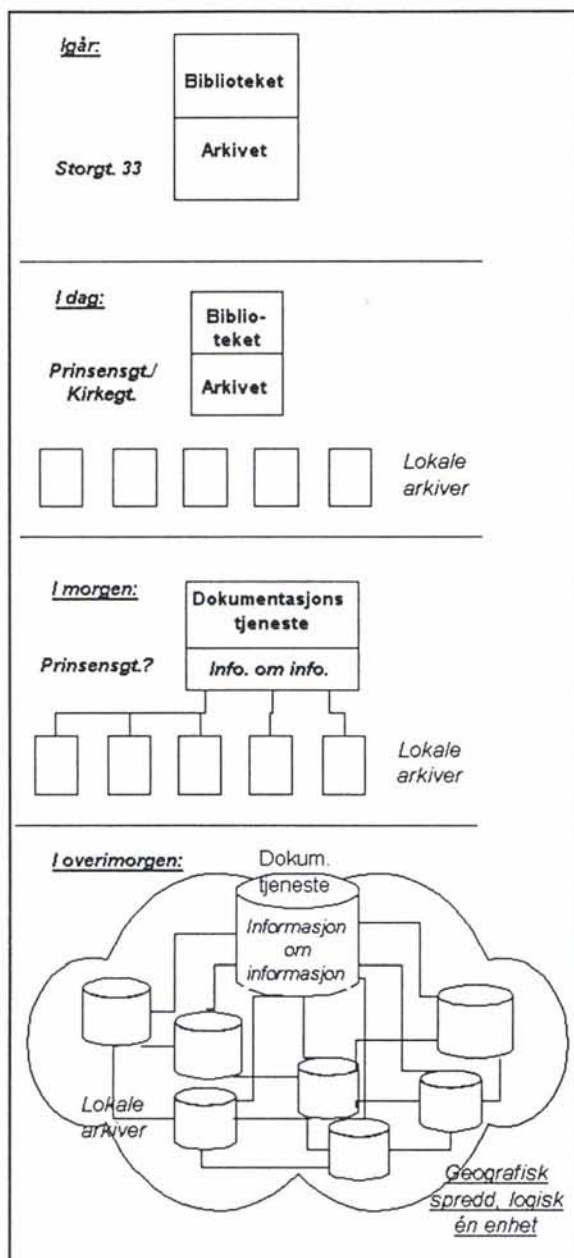 Igår:
Biblioteket
Arkivet
Storgt. 33
I dag:
Biblio-
teket
Prinsensgt./
Kirkegt.
Arkivet
Lokale
arkiver
I morgen:
Dokumentasjons
tjeneste
Prinsensgt.?
Info. om info.
Lokale
arkiver
I overimorgen:
Dokum.
tjeneste
Informasjon
om
informasjon
Lokale
arkiver
Geografisk
spredd, logisk
én enhet